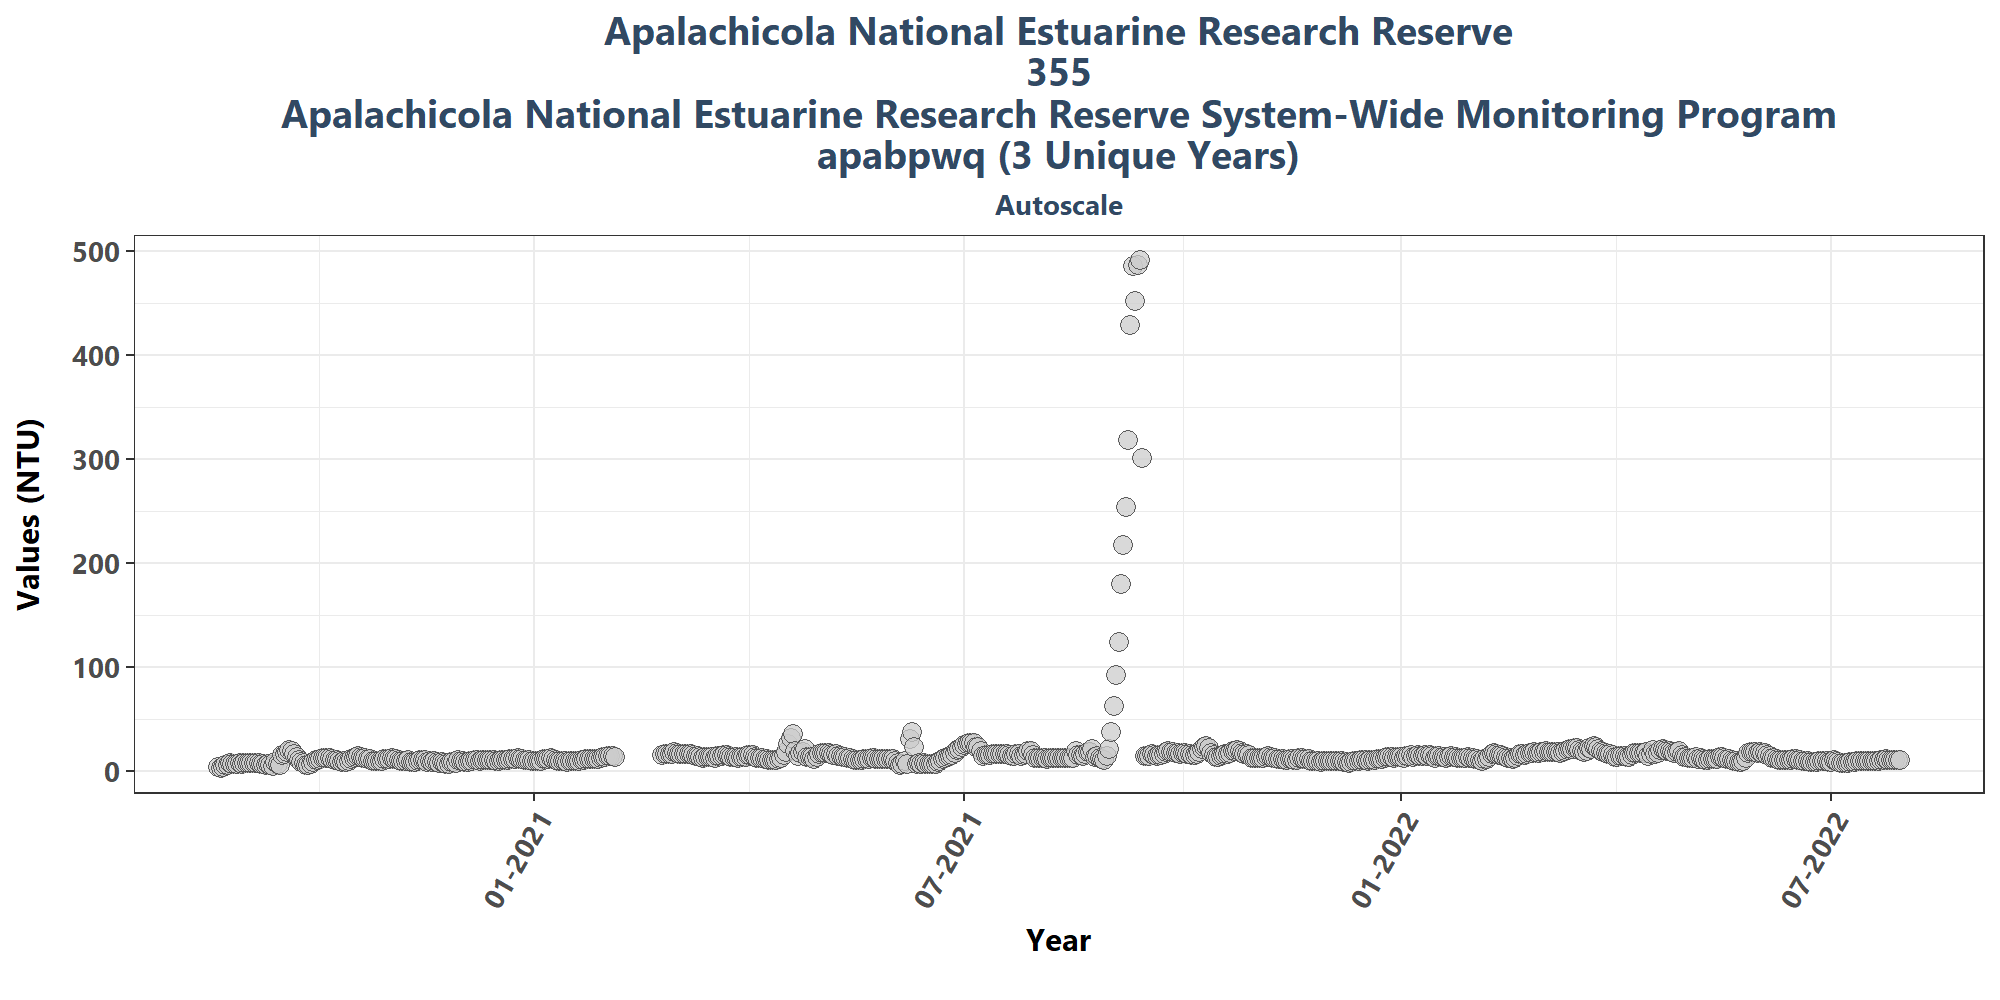 Apalachicola National Estuarine Research Reserve
355
Apalachicola National Estuarine Research Reserve System-Wide Monitoring Program
apabpwq (3 Unique Years)
Autoscale
500
400
300
200
100
0
Values (NTU)
01-2021
07-2021
01-2022
07-2022
Year